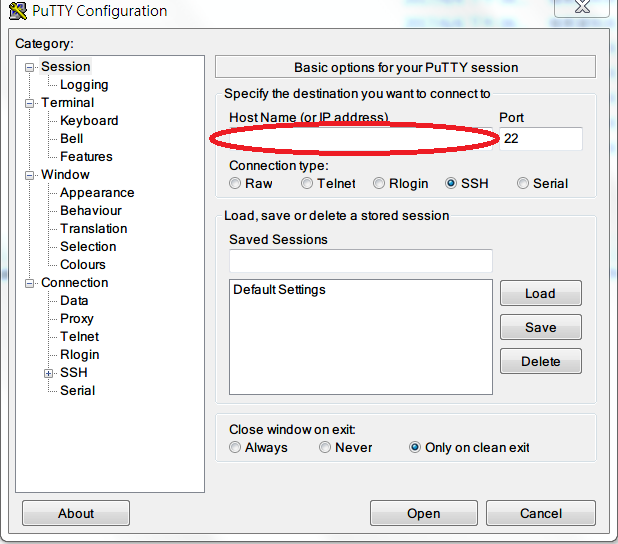 PuTTY Configuration
Category:
Session
Logging
Terminal
Keyboard
Bell
Features
Window
Appearance
Behaviour
Translation
Selection
Colours
Connection
Data
Proxy
Telnet
Rlogin
SSH
Serial
Basic options for your PuTTY session
Specify the destination you want to connect to
Host Name (or IP address) Port
22
Connection type:
Raw Telnet Rlogin SSH Serial
Load, save or delete a stored session
Saved Sessions
Default Settings
Load
Save
Delete
Close window on exit:
Always Never Only on clean exit
About Open Cancel